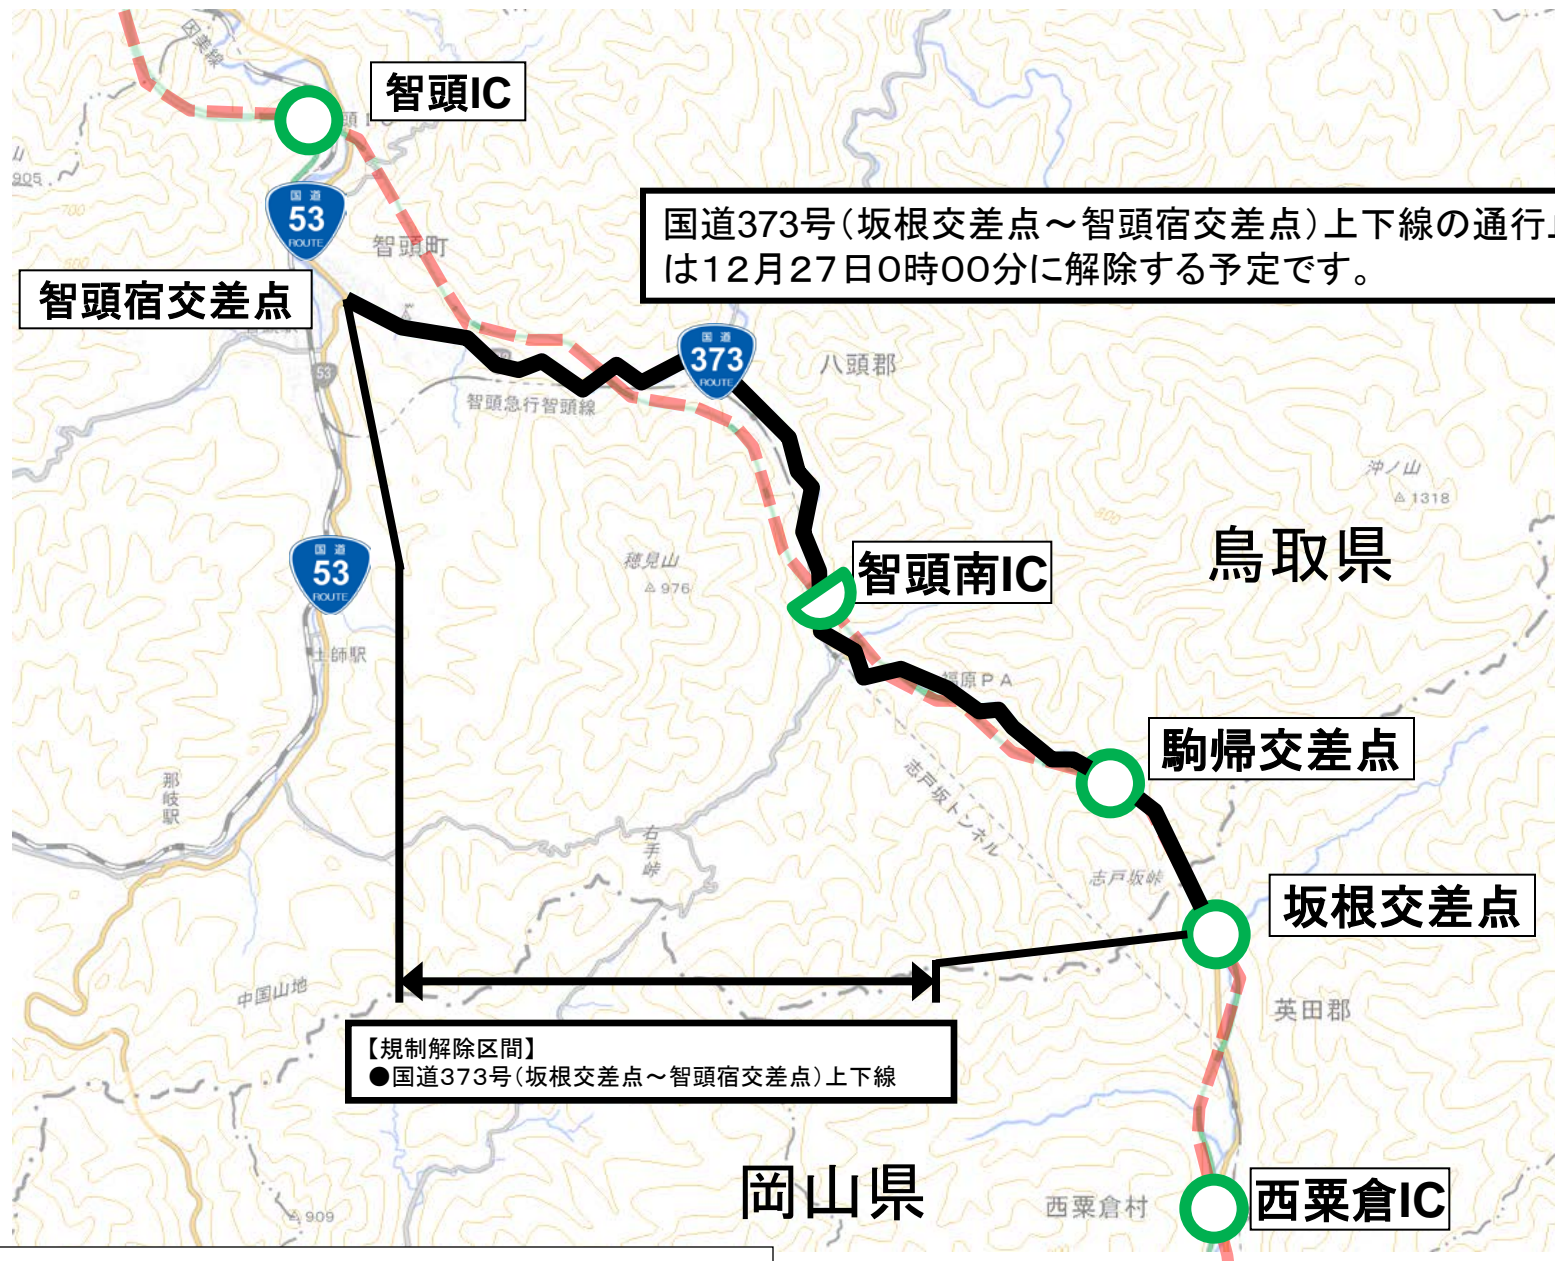 因美線
智頭IC
905
700
国道
53
ROUTE
智頭町
600
国道373号(坂根交差点～智頭宿交差点)上下線の通行止
は12月27日0時00分に解除する予定です。
智頭宿交差点
国道
373
ROUTE
八頭郡
53
智頭急行智頭線
沖ノ山
1318
800
鳥取県
国道
53
ROUTE
穂見山
976
智頭南IC
土師駅
福原PA
駒帰交差点
那岐駅
志戸坂トンネル
右手峠
志戸坂峠
坂根交差点
中国山地
英田郡
【規制解除区間】
●国道373号(坂根交差点～智頭宿交差点)上下線
岡山県
西粟倉村
西粟倉IC
909